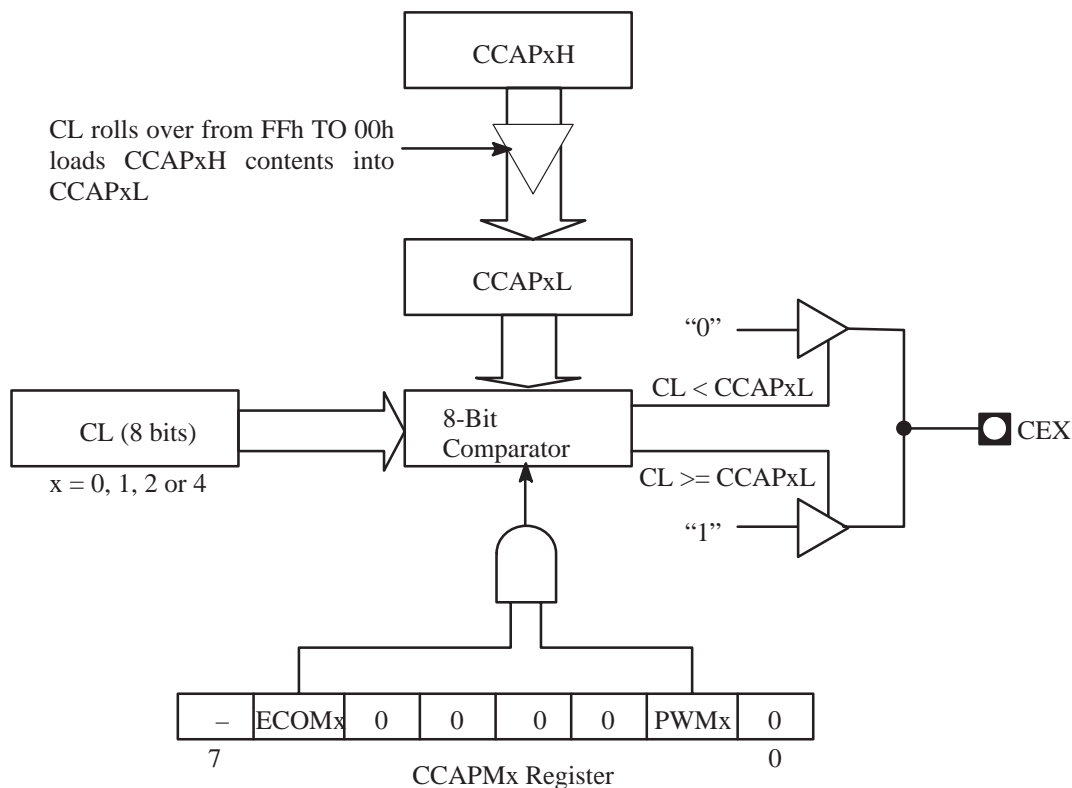 CCAPxH
CL rolls over from FFh TO 00h
loads CCAPxH contents into
CCAPxL
CCAPxL
“0”
CL < CCAPxL
CL (8 bits)
8-Bit
Comparator
CEX
x = 0, 1, 2 or 4
CL >= CCAPxL
“1”
– ECOMx 0 0 0 0 PWMx 0
7 0
CCAPMx Register